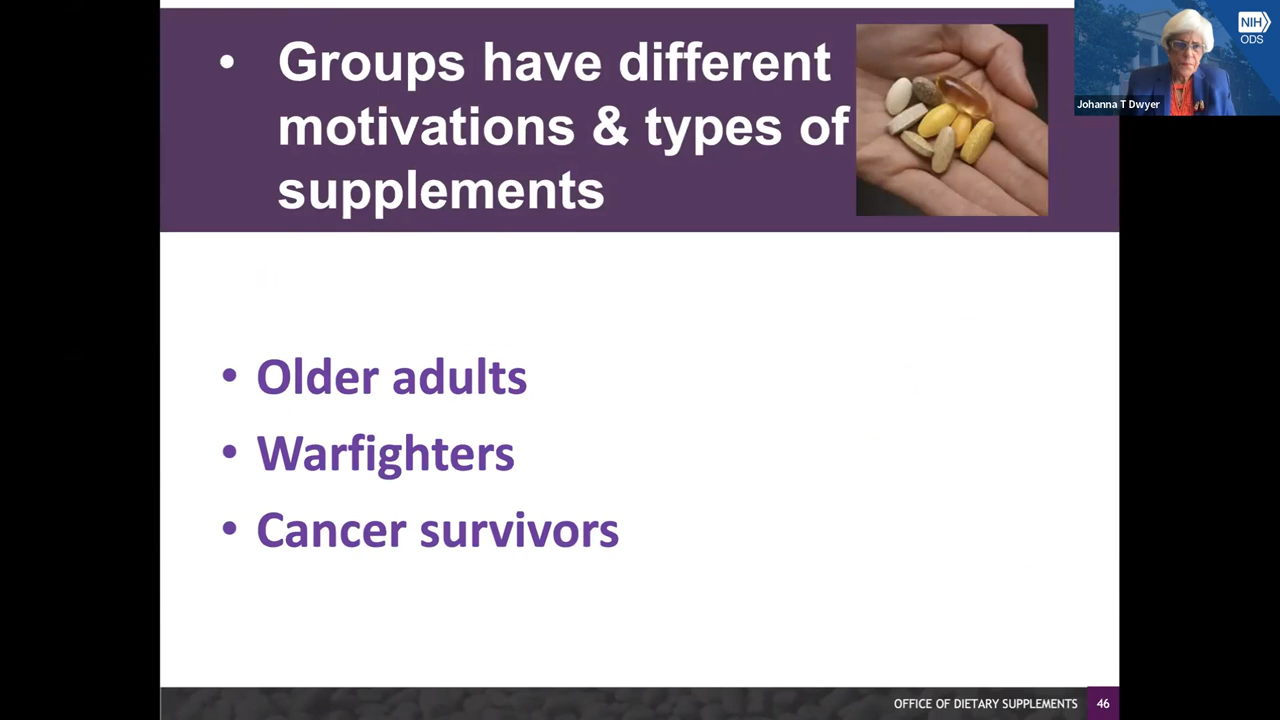 • Groups have different
motivations & types of
supplements
NIH
ODS
Johanna T Dwyer
• Older adults
• Warfighters
• Cancer survivors
OFFICE OF DIETARY SUPPLEMENTS 46